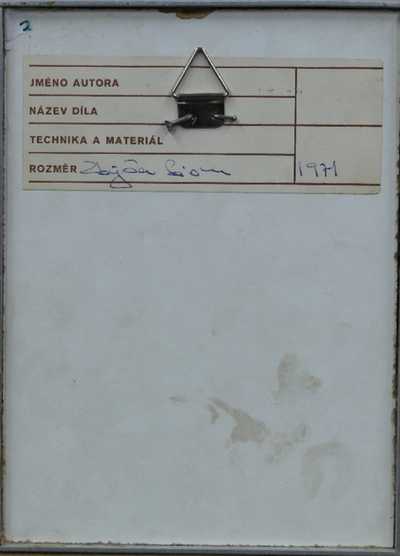 2
JMÉNO AUTORA
NÁZEV DÍLA
TECHNIKA A MATERIÁL
ROZMĚR 1971